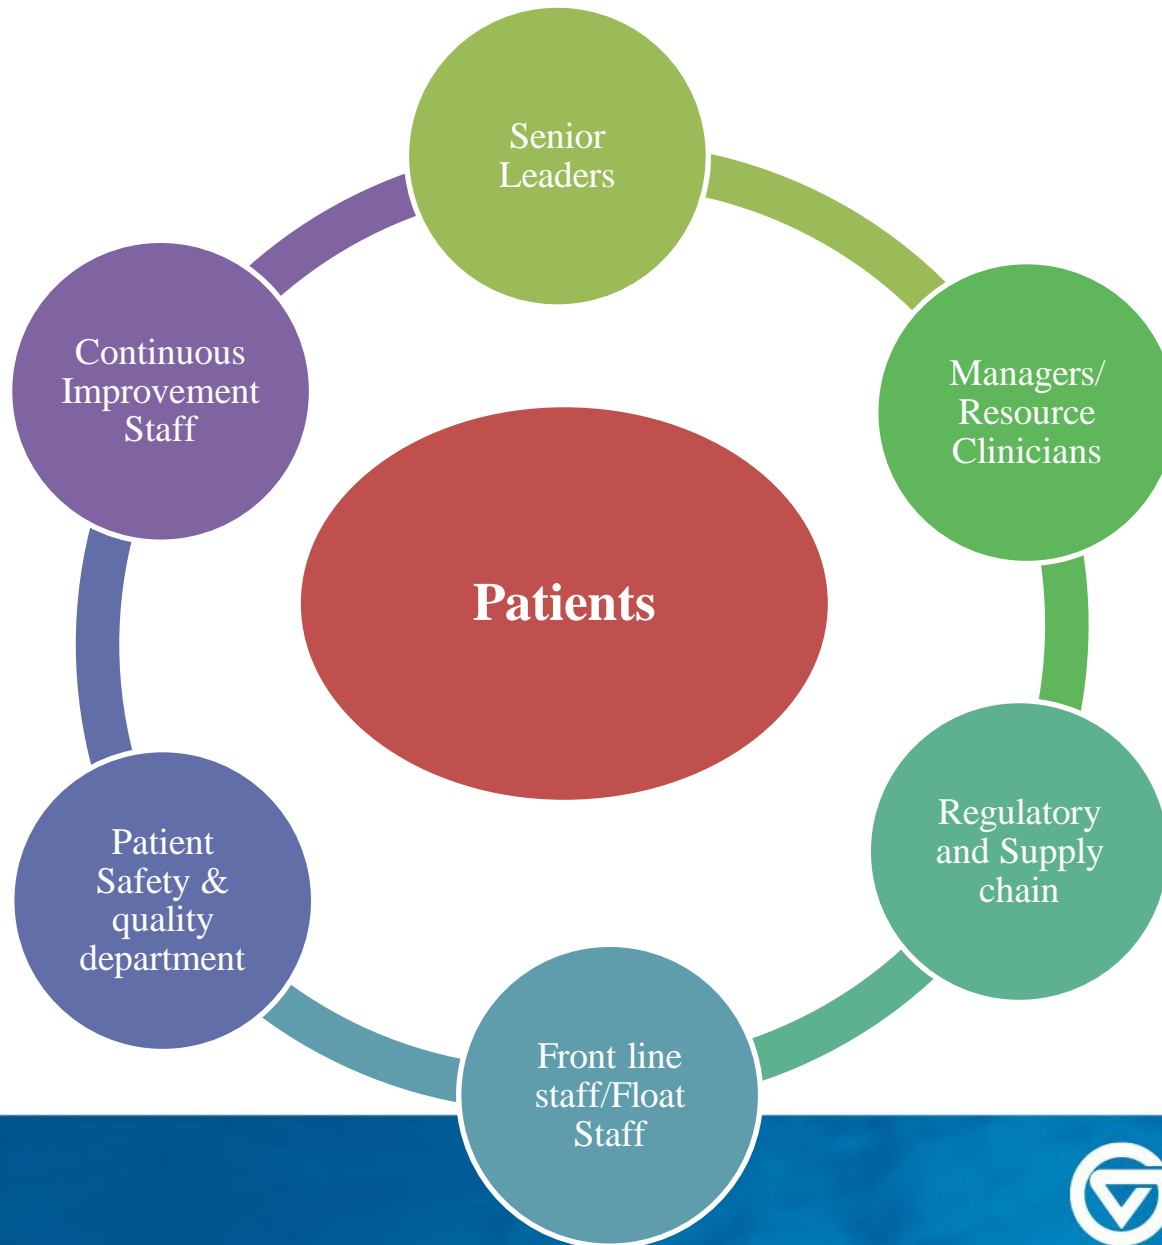 Senior
Leaders
Managers/
Resource
Clinicians
Regulatory
and Supply
chain
Front line
staff/Float
Staff
Patient
Safety &
quality
department
Continuous
Improvement
Staff
Patients